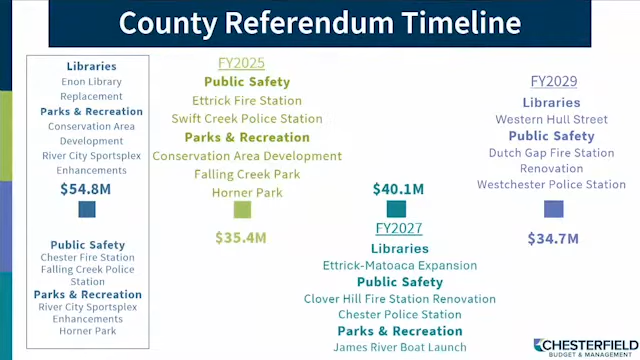 County Referendum Timeline
Libraries
Enon Library
Replacement
Parks & Recreation
Conservation Area
Development
River City Sportsplex
Enhancements
$54.8M
Public Safety
Chester Fire Station
Falling Creek Police
Station
Parks & Recreation
River City Sportsplex
Enhancements
Horner Park
FY2025
Public Safety
Ettrick Fire Station
Swift Creek Police Station
Parks & Recreation
Conservation Area Development
Falling Creek Park
Horner Park
$35.4M
$40.1M
FY2027
Libraries
Ettrick-Matoaca Expansion
Public Safety
Clover Hill Fire Station Renovation
Chester Police Station
Parks & Recreation
James River Boat Launch
FY2029
Libraries
Western Hull Street
Public Safety
Dutch Gap Fire Station
Renovation
Westchester Police Station
$34.7M
CHESTERFIELD
BUDGET & MANAGEMENT